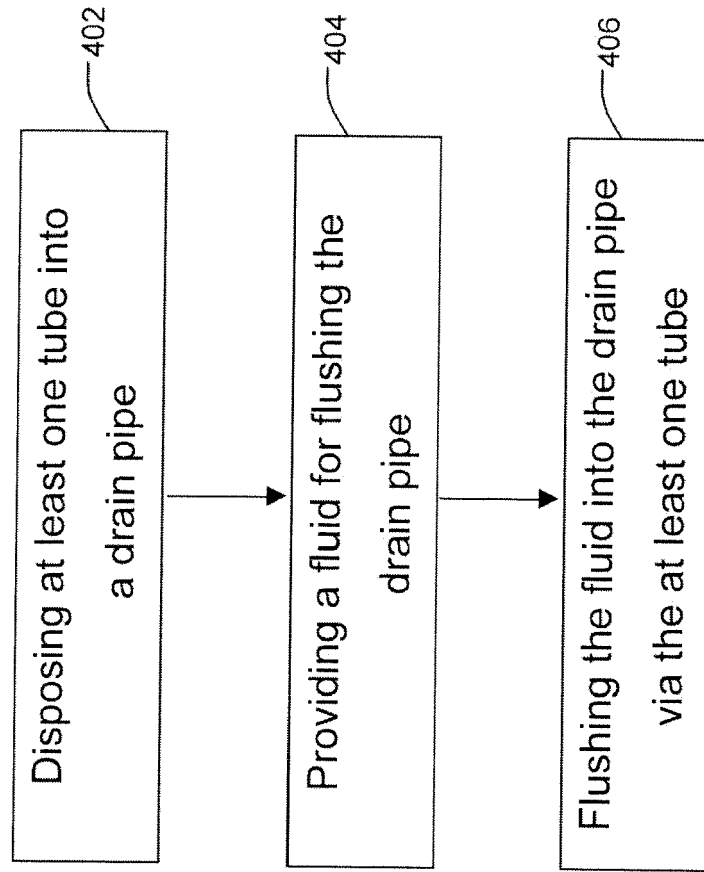 Disposing at least one tube into
a drain pipe
402
Providing a fluid for flushing the
drain pipe
404
Flushing the fluid into the drain pipe
via the at least one tube
406